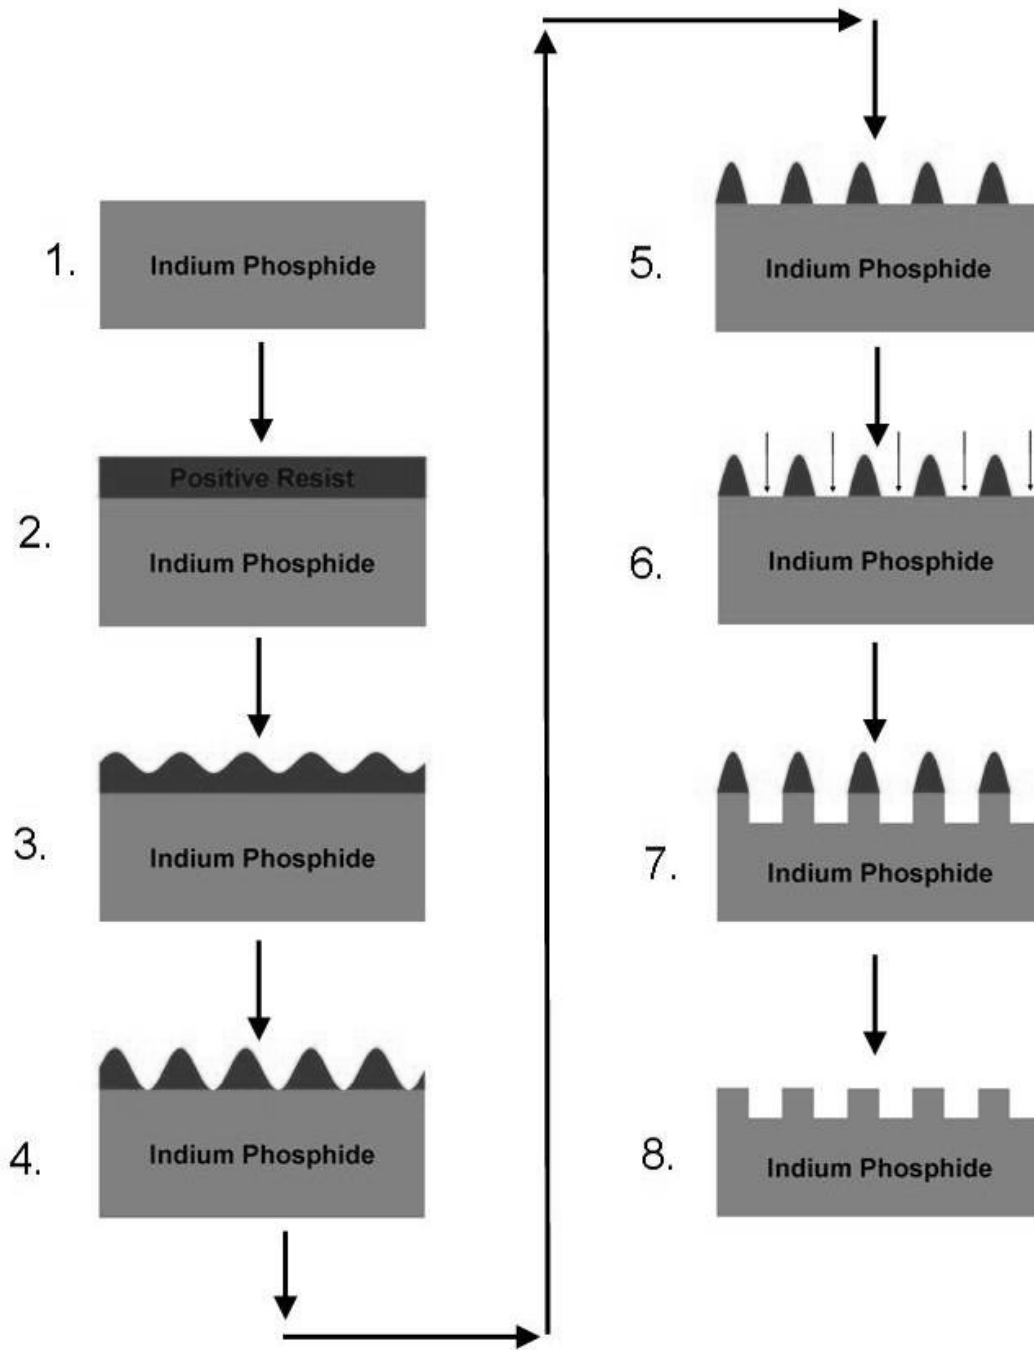 1.
Indium Phosphide
2.
Positive Resist
Indium Phosphide
3.
Indium Phosphide
4.
Indium Phosphide
5.
Indium Phosphide
6.
Indium Phosphide
7.
Indium Phosphide
8.
Indium Phosphide